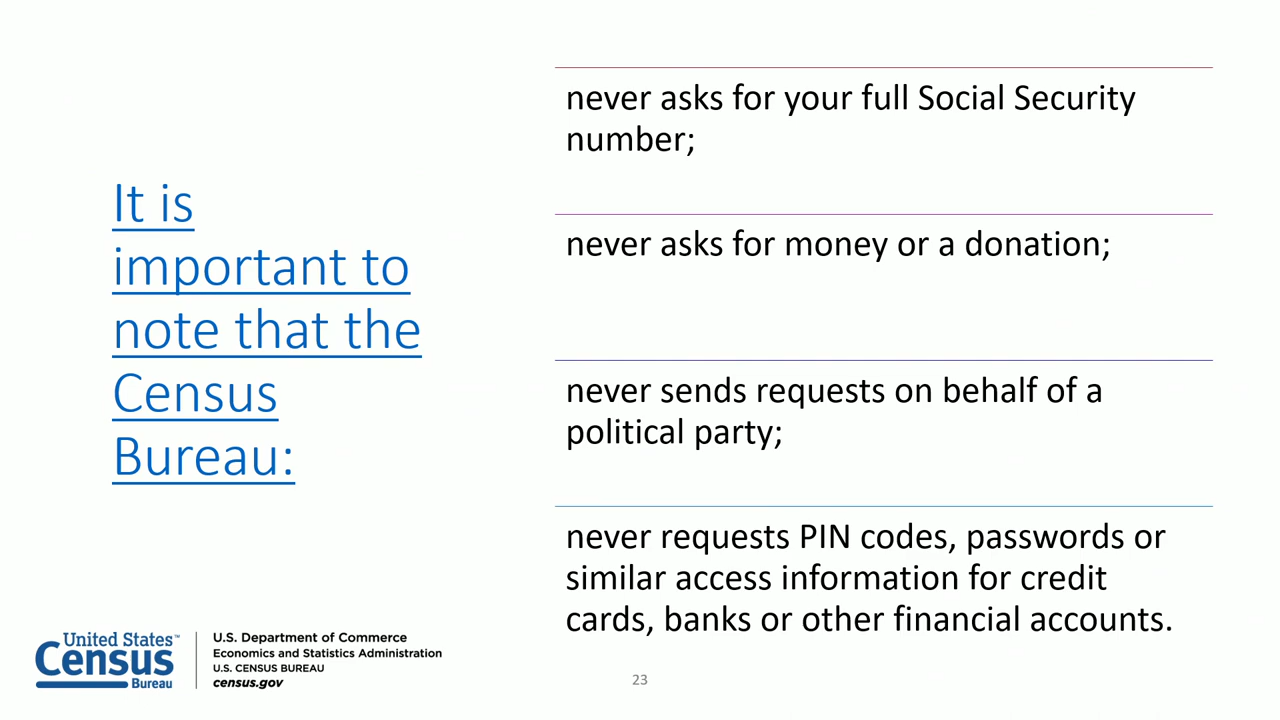 It is
important to
note that the
Census
Bureau:
never asks for your full Social Security
number;
never asks for money or a donation;
never sends requests on behalf of a
political party;
never requests PIN codes, passwords or
similar access information for credit
cards, banks or other financial accounts.
United States™
Census
Bureau
U.S. Department of Commerce
Economics and Statistics Administration
U.S. CENSUS BUREAU
census.gov
23